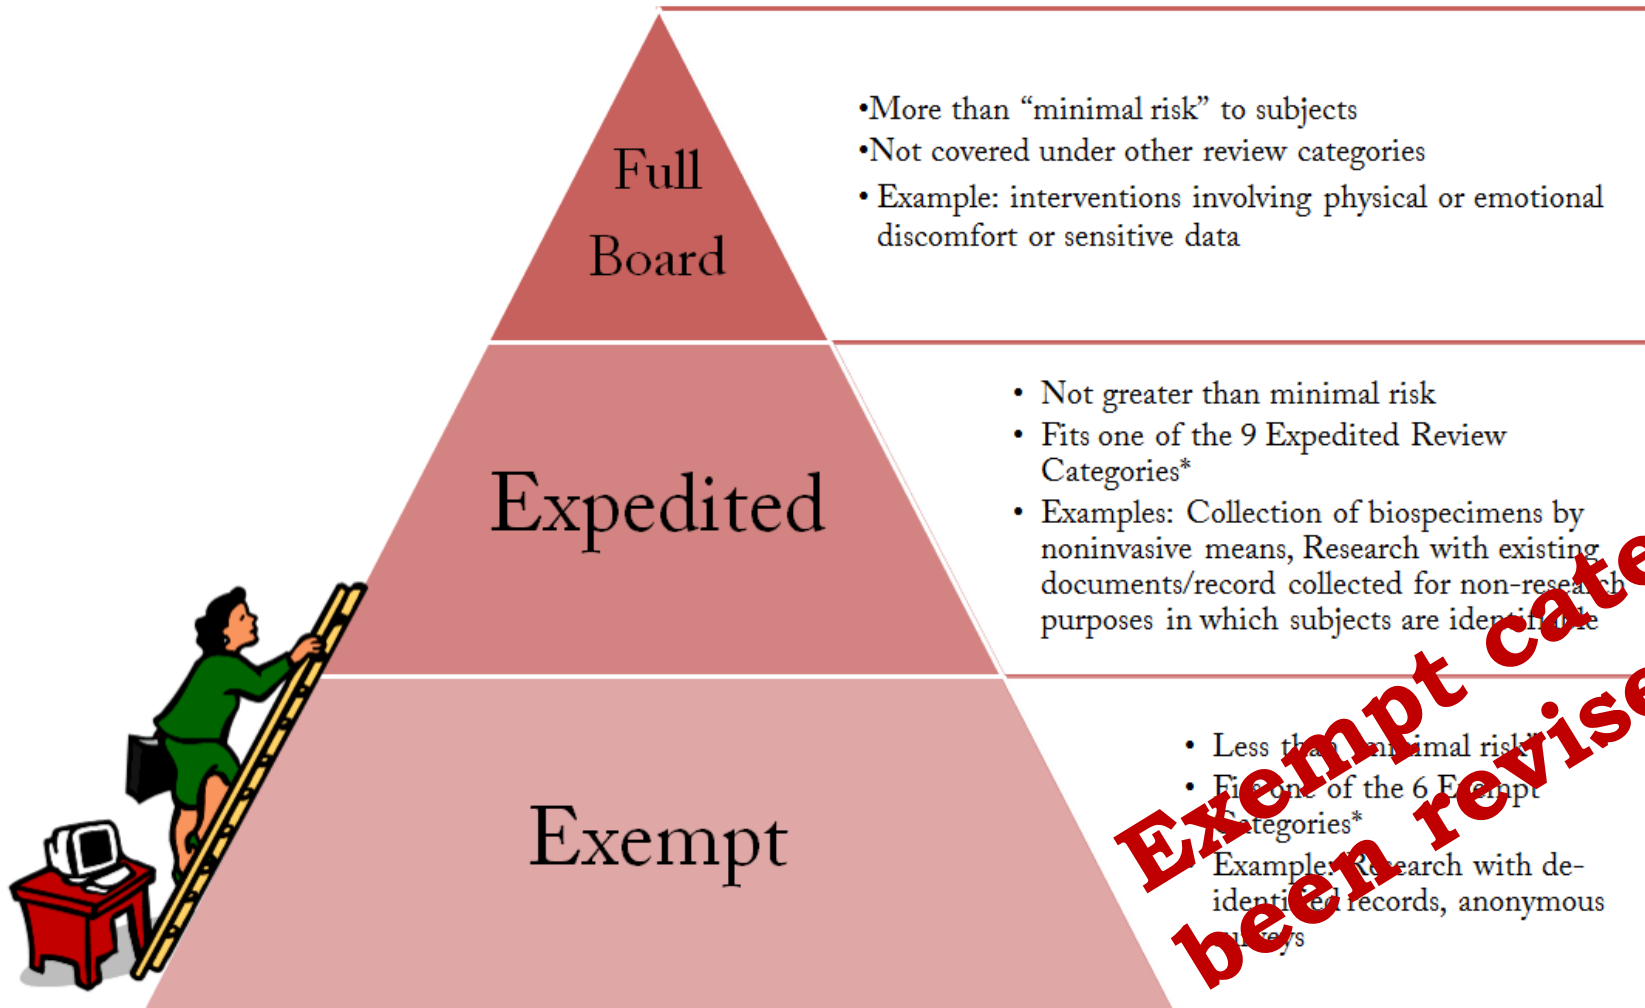 Full
Board
•More than “minimal risk” to subjects
•Not covered under other review categories
• Example: interventions involving physical or emotional
discomfort or sensitive data
Expedited
• Not greater than minimal risk
• Fits one of the 9 Expedited Review
Categories*
• Examples: Collection of biospecimens by
noninvasive means, Research with existing
documents/record collected for non-research
purposes in which subjects are identifiable
Exempt
• Less than “minimal risk”
• Fits one of the 6 Exempt
Categories*
Example: Research with de-
identified records, anonymous
surveys
Exempt cate
been revise